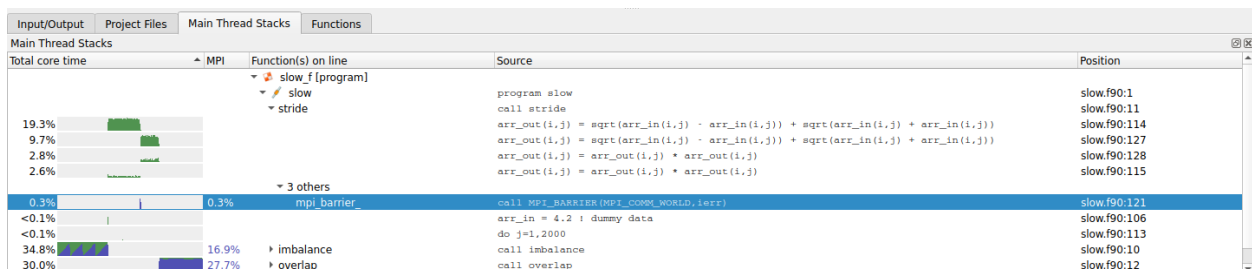 Input/Output Project Files Main Thread Stacks Functions
Main Thread Stacks
Total core time MPI Function(s) on line Source Position
slow_f [program]
slow program slow slow.f90:1
stride call stride slow.f90:11
19.3% arr_out(i,j) = sqrt(arr_in(i,j) - arr_in(i,j)) + sqrt(arr_in(i,j) + arr_in(i,j)) slow.f90:114
9.7% arr_out(i,j) = sqrt(arr_in(i,j) - arr_in(i,j)) + sqrt(arr_in(i,j) + arr_in(i,j)) slow.f90:127
2.8% arr_out(i,j) = arr_out(i,j) * arr_out(i,j) slow.f90:128
2.6% arr_out(i,j) = arr_out(i,j) * arr_out(i,j) slow.f90:115
3 others
0.3% 0.3% mpi_barrier_ call MPI_BARRIER(MPI_COMM_WORLD,ierr) slow.f90:121
<0.1% arr_in = 4.2 ! dummy data slow.f90:106
<0.1% do j=1,2000 slow.f90:113
34.8% 16.9% imbalance call imbalance slow.f90:10
30.0% 27.7% overlap call overlap slow.f90:12